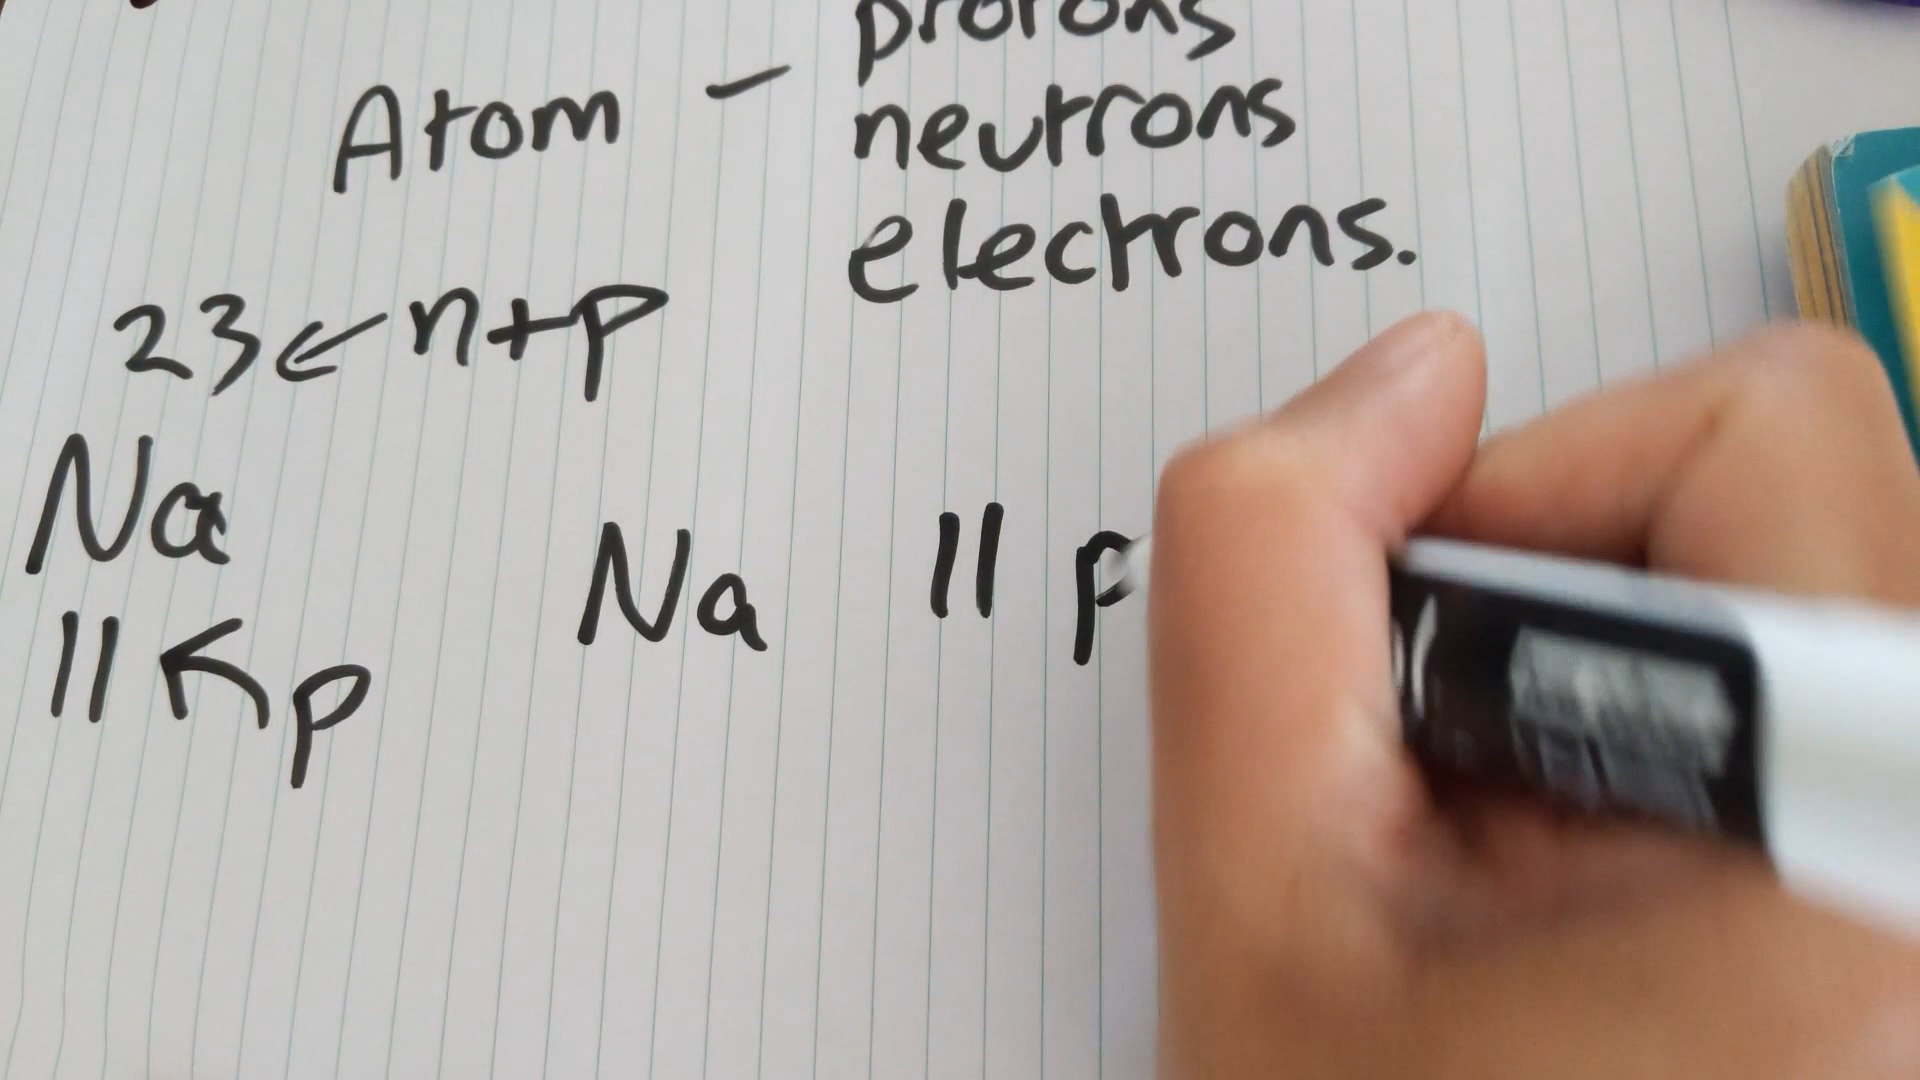 Atom - protons
neutrons
electrons.
23 ← n+p
Na
11 ↖ p
Na 11 p